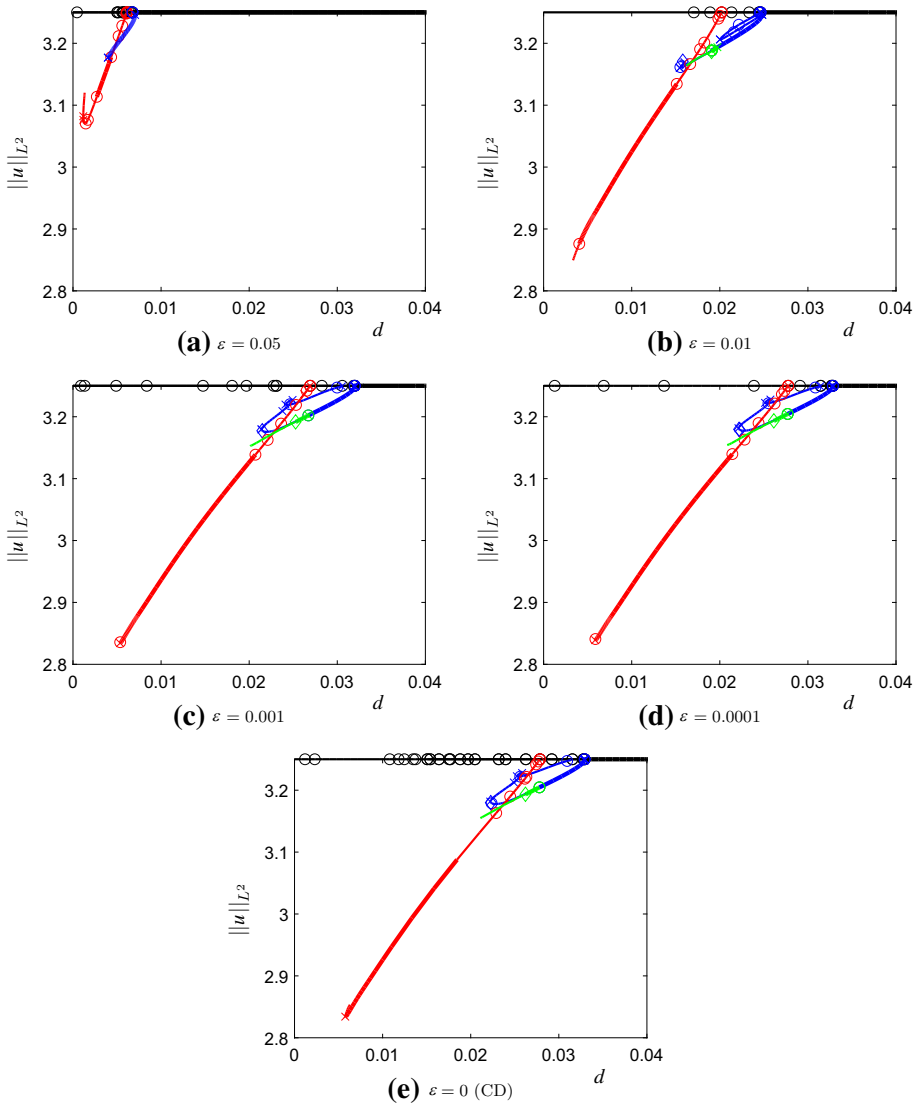 3.2
3.1
3
2.9
2.8
||u||_{L^2}
0 0.01 0.02 0.03 0.04
d
(a) ε = 0.05
3.2
3.1
3
2.9
2.8
||u||_{L^2}
0 0.01 0.02 0.03 0.04
d
(b) ε = 0.01
3.2
3.1
3
2.9
2.8
||u||_{L^2}
0 0.01 0.02 0.03 0.04
d
(c) ε = 0.001
3.2
3.1
3
2.9
2.8
||u||_{L^2}
0 0.01 0.02 0.03 0.04
d
(d) ε = 0.0001
3.2
3.1
3
2.9
2.8
||u||_{L^2}
0 0.01 0.02 0.03 0.04
d
(e) ε = 0 (CD)